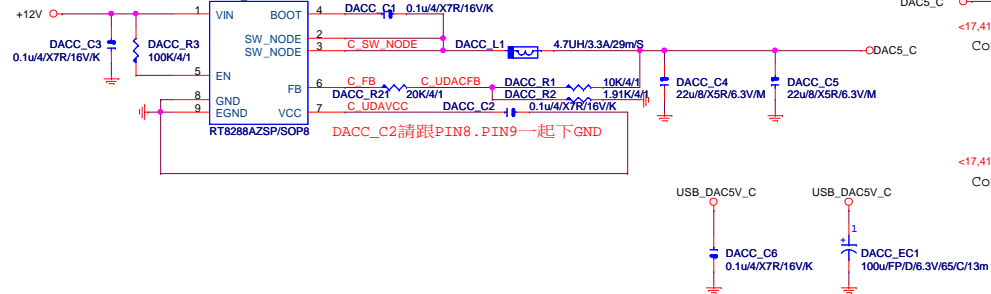 DAC5_C
+12V
1
VIN
BOOT
4
DACC_C1
0.1u/4/X7R/16V/K
<17,41
Co
DACC_C3
0.1u/4/X7R/16V/K
DACC_R3
100K/4/1
SW_NODE
2
SW_NODE
3
C_SW_NODE
DACC_L1
4.7UH/3.3A/29m/S
DAC5_C
5
EN
FB
6
C_FB
C_UDACFB
DACC_R1
10K/4/1
DACC_C4
22u/8/X5R/6.3V/M
DACC_C5
22u/8/X5R/6.3V/M
DACC_R21
20K/4/1
DACC_R2
1.91K/4/1
8
GND
9
EGND
VCC
7
C_UDAVCC
DACC_C2
0.1u/4/X7R/16V/K
RT8288AZSP/SOP8
DACC_C2請跟PIN8.PIN9一起下GND
<17,41
Co
USB_DAC5V_C
USB_DAC5V_C
DACC_C6
0.1u/4/X7R/16V/K
1
+
DACC_EC1
100u/FP/D/6.3V/65/C/13m